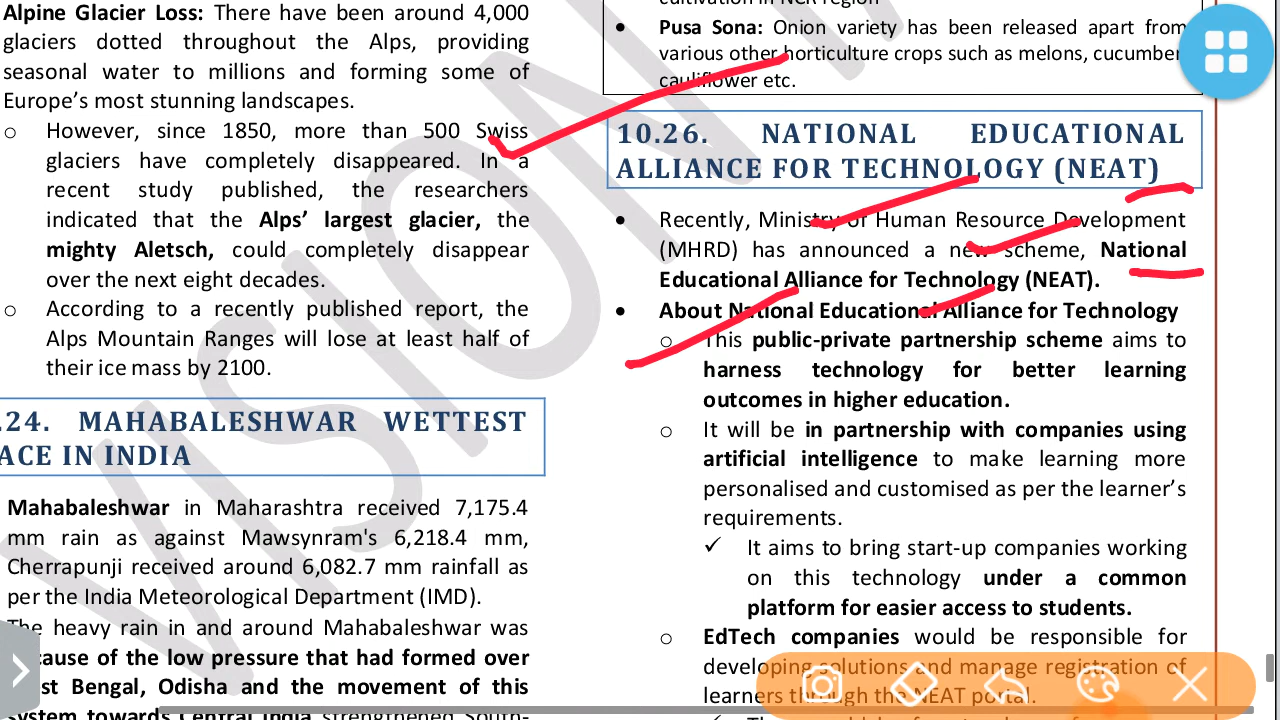 Alpine Glacier Loss: There have been around 4,000
glaciers dotted throughout the Alps, providing
seasonal water to millions and forming some of
Europe’s most stunning landscapes.
o However, since 1850, more than 500 Swiss
glaciers have completely disappeared. In a
recent study published, the researchers
indicated that the Alps’ largest glacier, the
mighty Aletsch, could completely disappear
over the next eight decades.
o According to a recently published report, the
Alps Mountain Ranges will lose at least half of
their ice mass by 2100.
.24. MAHABALESHWAR WETTEST
ACE IN INDIA
Mahabaleshwar in Maharashtra received 7,175.4
mm rain as against Mawsynram's 6,218.4 mm,
Cherrapunji received around 6,082.7 mm rainfall as
per the India Meteorological Department (IMD).
The heavy rain in and around Mahabaleshwar was
cause of the low pressure that had formed over
st Bengal, Odisha and the movement of this
system towards Central India strengthened South-
cultivation in NCR region
• Pusa Sona: Onion variety has been released apart from
various other horticulture crops such as melons, cucumber
cauliflower etc.
10.26. NATIONAL EDUCATIONAL
ALLIANCE FOR TECHNOLOGY (NEAT)
• Recently, Ministry of Human Resource Development
(MHRD) has announced a new scheme, National
Educational Alliance for Technology (NEAT).
• About National Educational Alliance for Technology
o This public-private partnership scheme aims to
harness technology for better learning
outcomes in higher education.
o It will be in partnership with companies using
artificial intelligence to make learning more
personalised and customised as per the learner’s
requirements.
✓ It aims to bring start-up companies working
on this technology under a common
platform for easier access to students.
o EdTech companies would be responsible for
developing solutions and manage registration of
learners through the NEAT portal.
VISION